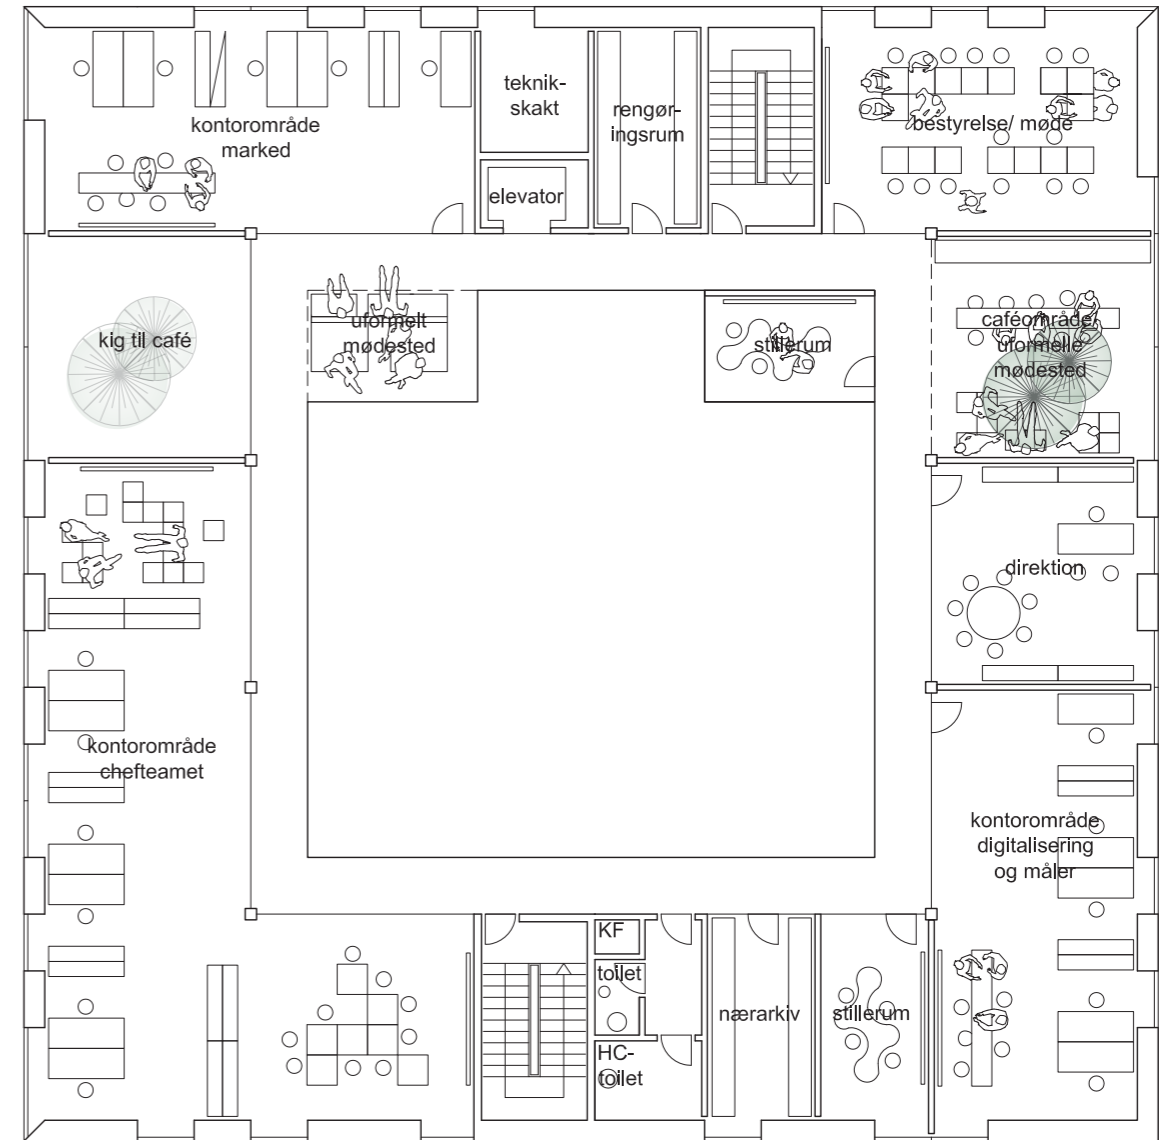 teknik-
skakt
rengør-
ingsrum
kontorområde
marked
bestyrelse/ møde
elevator
kig til café
uformelt
mødested
stillerum
caféområde/
uformelle
mødested
direktion
kontorområde
chefteamet
kontorområde
digitalisering
og måler
KF
toilet
nærarkiv
stillerum
HC-
toilet